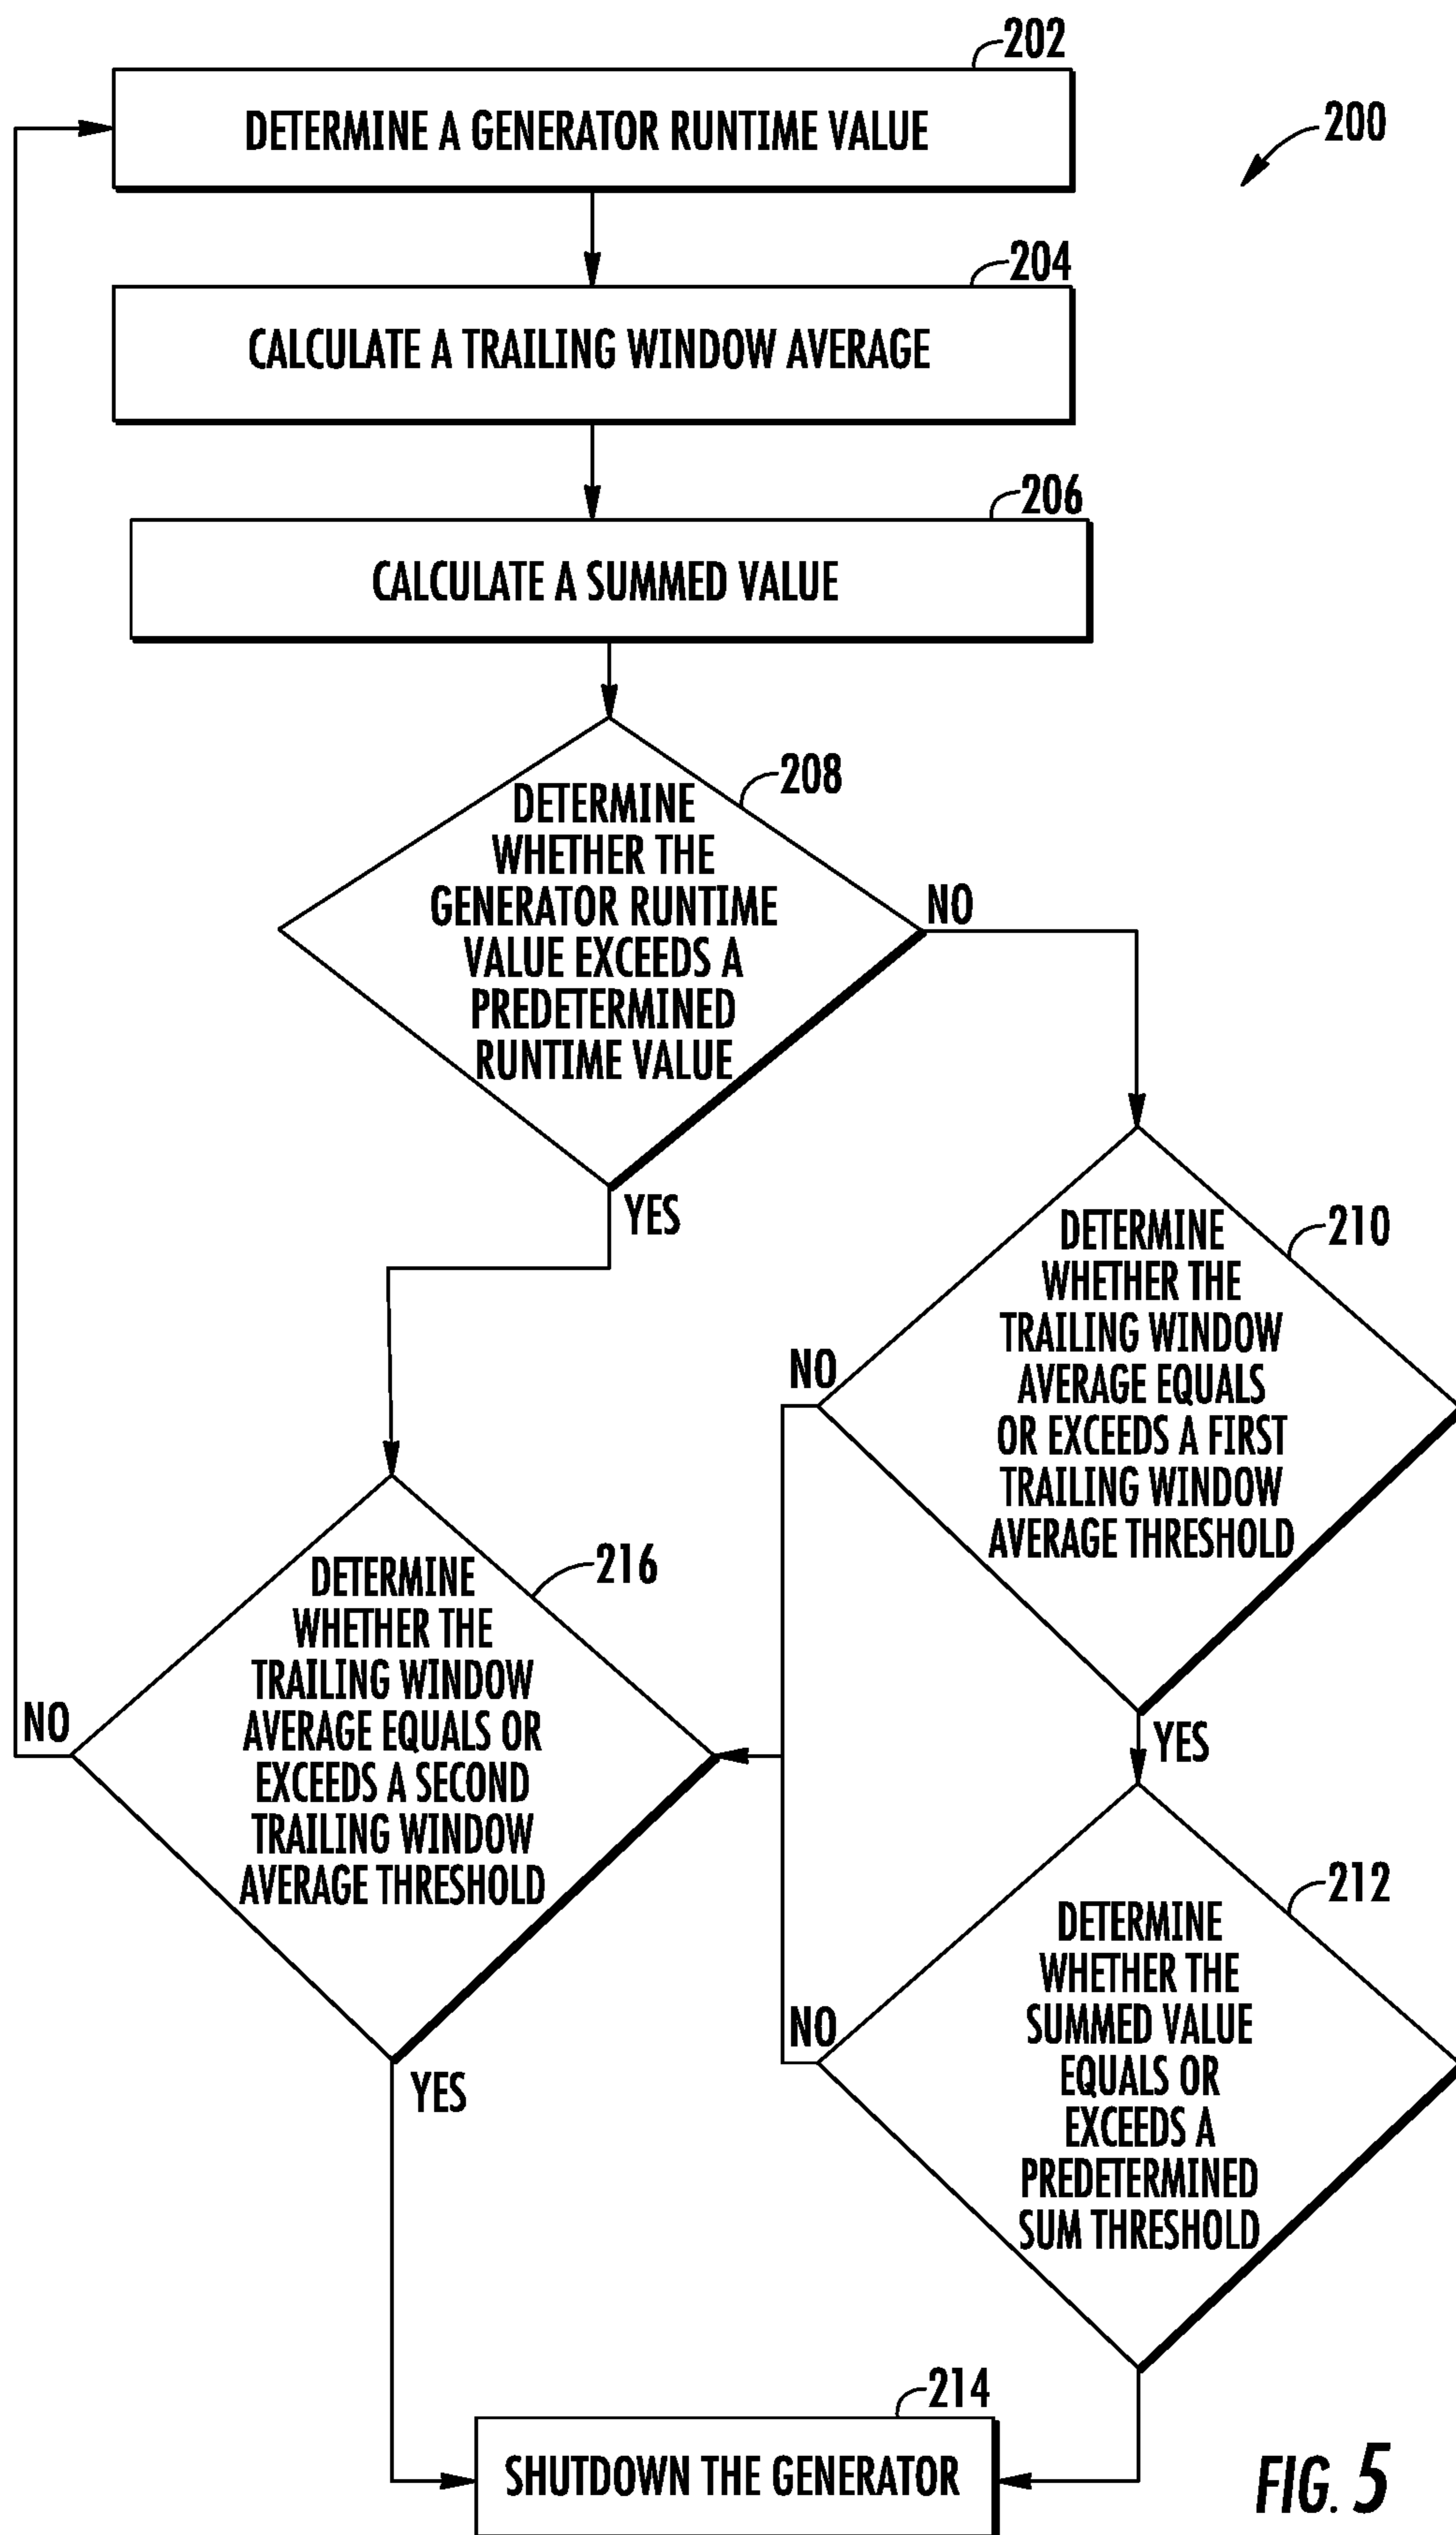 202
DETERMINE A GENERATOR RUNTIME VALUE
200
204
CALCULATE A TRAILING WINDOW AVERAGE
206
CALCULATE A SUMMED VALUE
208
DETERMINE
WHETHER THE
GENERATOR RUNTIME
VALUE EXCEEDS A
PREDETERMINED
RUNTIME VALUE
NO
YES
210
DETERMINE
WHETHER THE
TRAILING WINDOW
AVERAGE EQUALS
OR EXCEEDS A FIRST
TRAILING WINDOW
AVERAGE THRESHOLD
NO
YES
216
DETERMINE
WHETHER THE
TRAILING WINDOW
AVERAGE EQUALS OR
EXCEEDS A SECOND
TRAILING WINDOW
AVERAGE THRESHOLD
NO
YES
212
DETERMINE
WHETHER THE
SUMMED VALUE
EQUALS OR
EXCEEDS A
PREDETERMINED
SUM THRESHOLD
NO
214
SHUTDOWN THE GENERATOR
FIG. 5